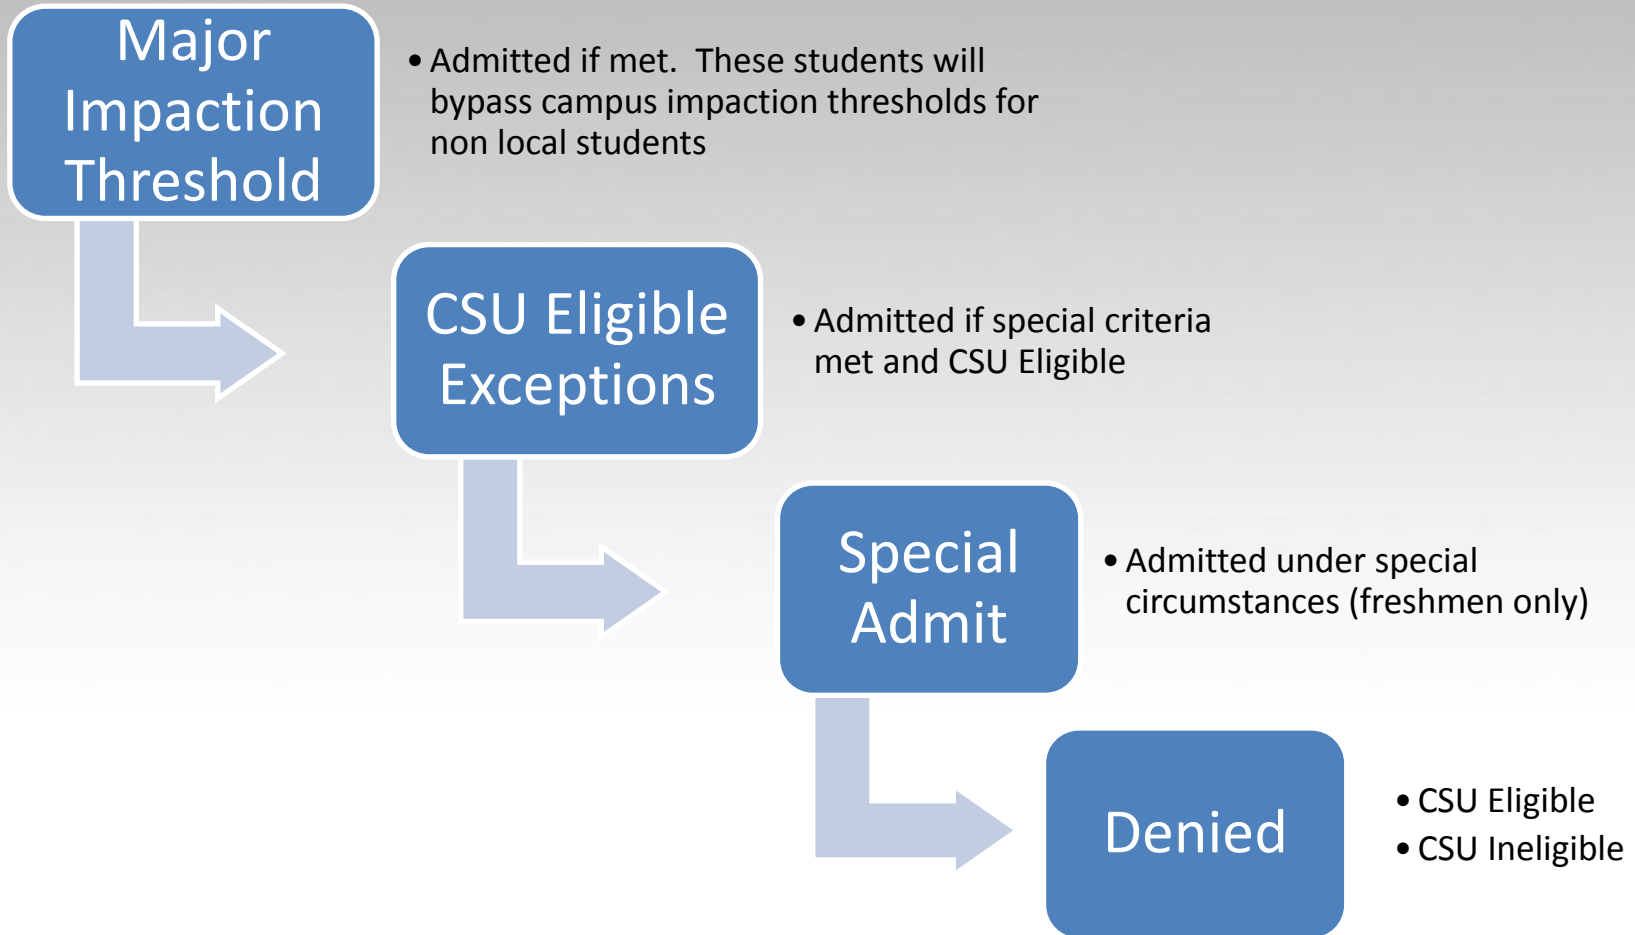 Major
Impaction
Threshold
• Admitted if met.  These students will
bypass campus impaction thresholds for
non local students
CSU Eligible
Exceptions
• Admitted if special criteria
met and CSU Eligible
Special
Admit
• Admitted under special
circumstances (freshmen only)
Denied
• CSU Eligible
• CSU Ineligible